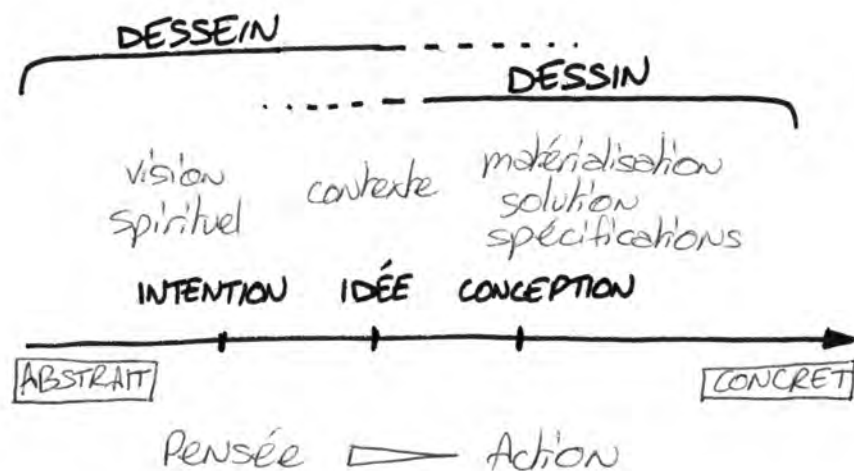 DESSEIN
DESSIN
vision
spirituel
contexte
matérialisation
solution
spécifications
INTENTION IDÉE CONCEPTION
ABSTRAIT CONCRET
Pensée Action